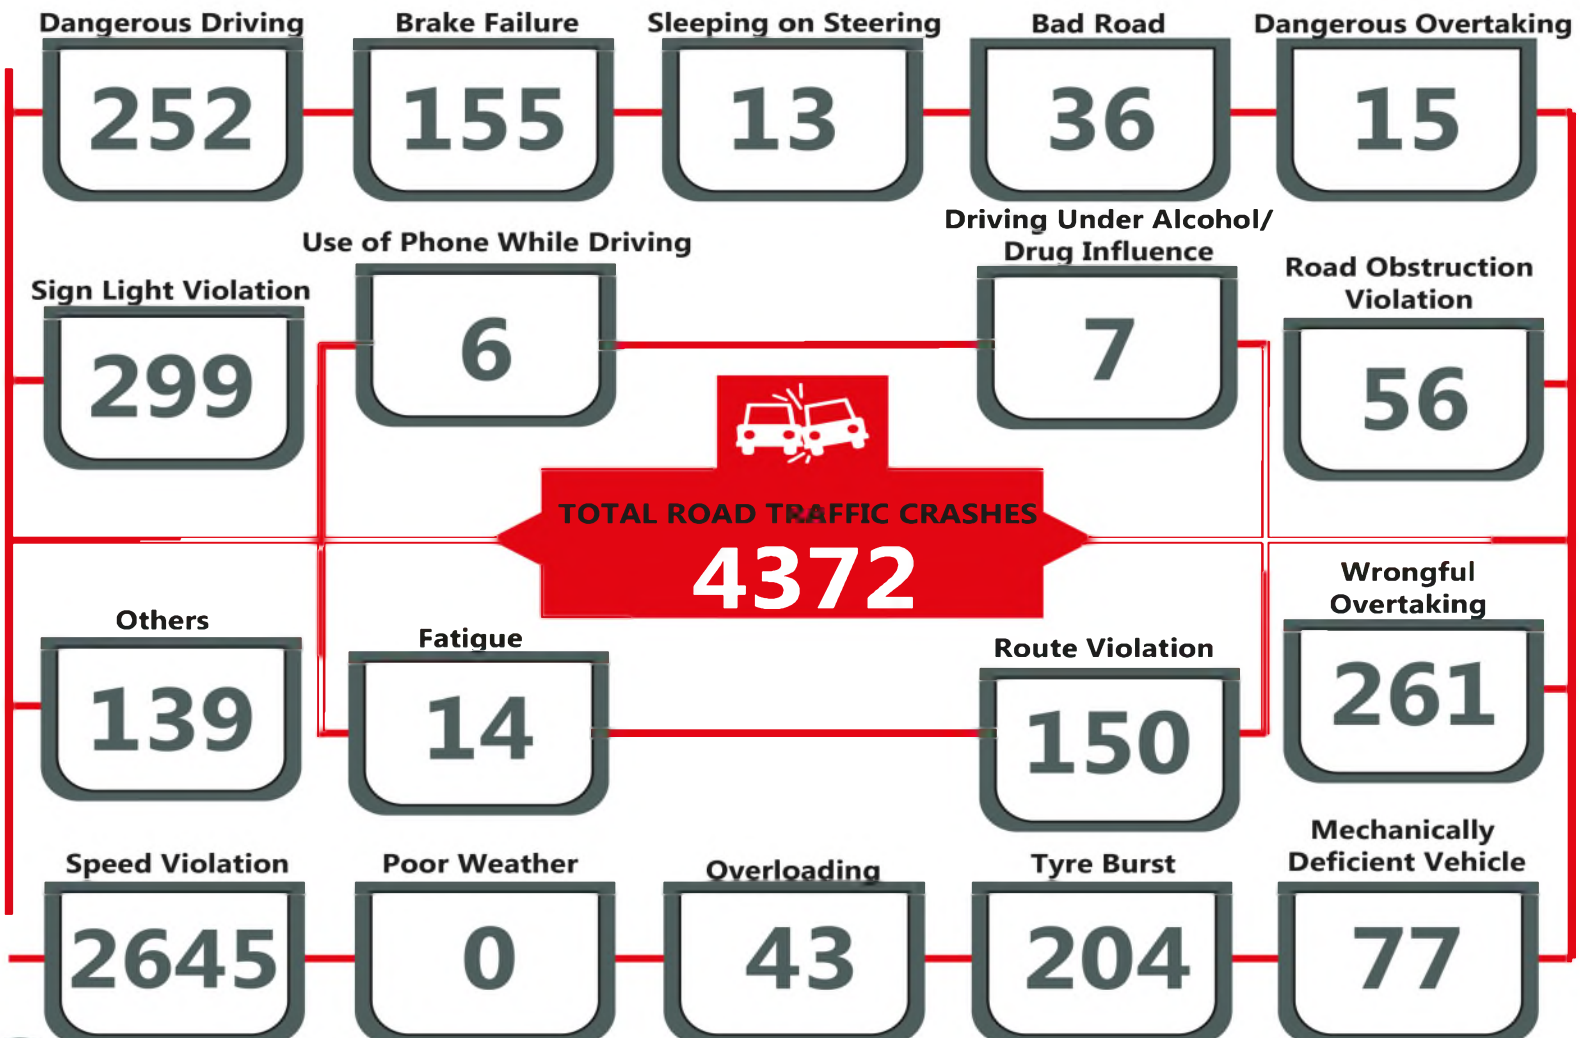 Dangerous Driving
252
Brake Failure
155
Sleeping on Steering
13
Bad Road
36
Dangerous Overtaking
15
Sign Light Violation
299
Use of Phone While Driving
6
Driving Under Alcohol/
Drug Influence
7
Road Obstruction
Violation
56
TOTAL ROAD TRAFFIC CRASHES
4372
Others
139
Fatigue
14
Route Violation
150
Wrongful
Overtaking
261
Speed Violation
2645
Poor Weather
0
Overloading
43
Tyre Burst
204
Mechanically
Deficient Vehicle
77